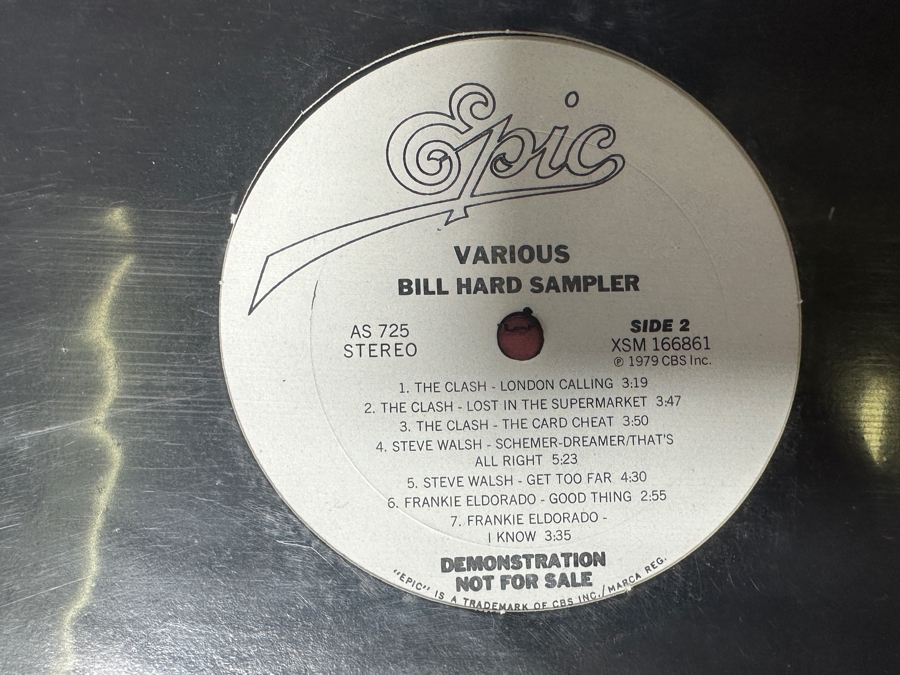 Epic
VARIOUS
BILL HARD SAMPLER
AS 725
STEREO
SIDE 2
XSM 166861
℗ 1979 CBS Inc.
1. THE CLASH - LONDON CALLING 3:19
2. THE CLASH - LOST IN THE SUPERMARKET 3:47
3. THE CLASH - THE CARD CHEAT 3:50
4. STEVE WALSH - SCHEMER-DREAMER/THAT'S
ALL RIGHT 5:23
5. STEVE WALSH - GET TOO FAR 4:30
6. FRANKIE ELDORADO - GOOD THING 2:55
7. FRANKIE ELDORADO -
I KNOW 3:35
DEMONSTRATION
NOT FOR SALE
"EPIC" IS A TRADEMARK OF CBS INC./MARCA REG.